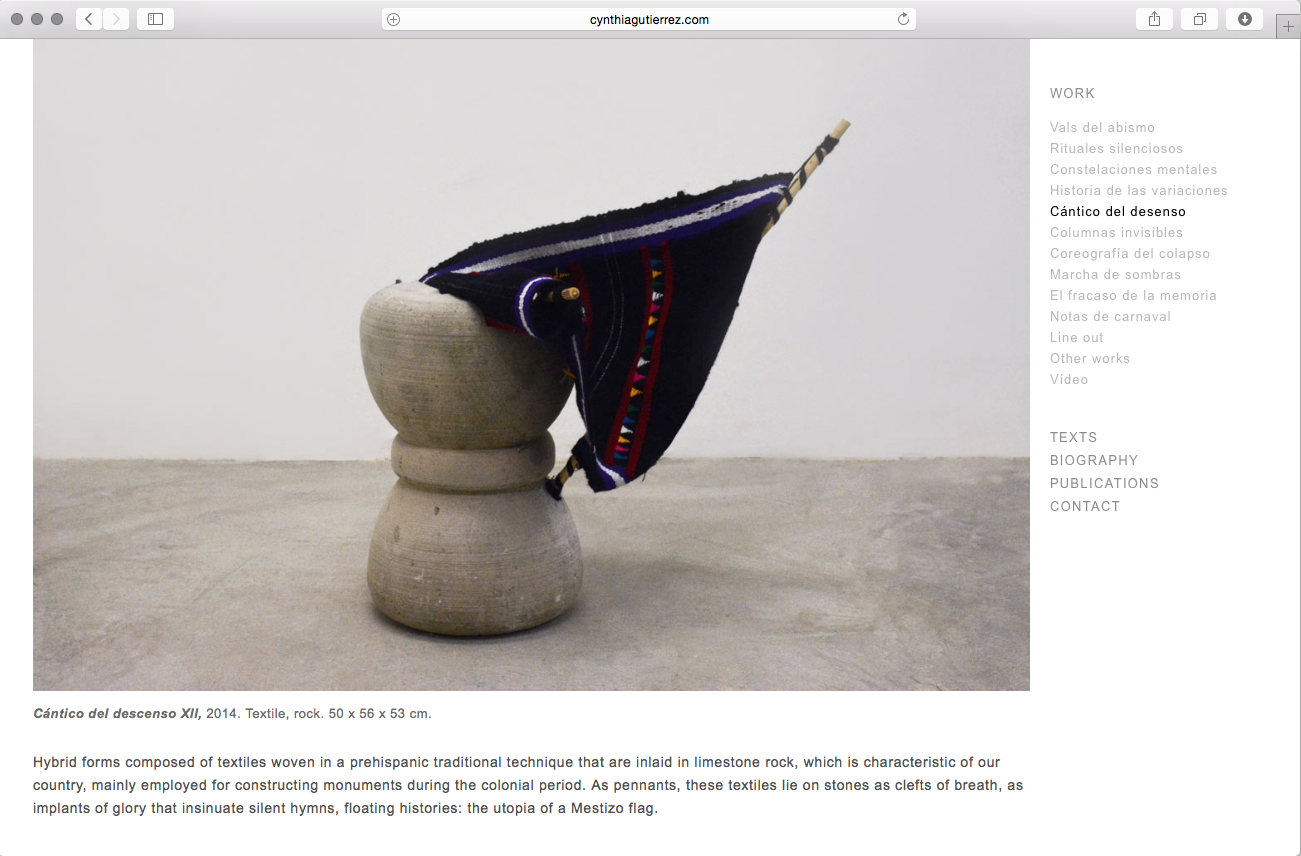 cynthiagutierrez.com
WORK
Vals del abismo
Rituales silenciosos
Constelaciones mentales
Historia de las variaciones
Cántico del desenso
Columnas invisibles
Coreografía del colapso
Marcha de sombras
El fracaso de la memoria
Notas de carnaval
Line out
Other works
Vídeo
TEXTS
BIOGRAPHY
PUBLICATIONS
CONTACT
Cántico del descenso XII, 2014. Textile, rock. 50 x 56 x 53 cm.
Hybrid forms composed of textiles woven in a prehispanic traditional technique that are inlaid in limestone rock, which is characteristic of our
country, mainly employed for constructing monuments during the colonial period. As pennants, these textiles lie on stones as clefts of breath, as
implants of glory that insinuate silent hymns, floating histories: the utopia of a Mestizo flag.